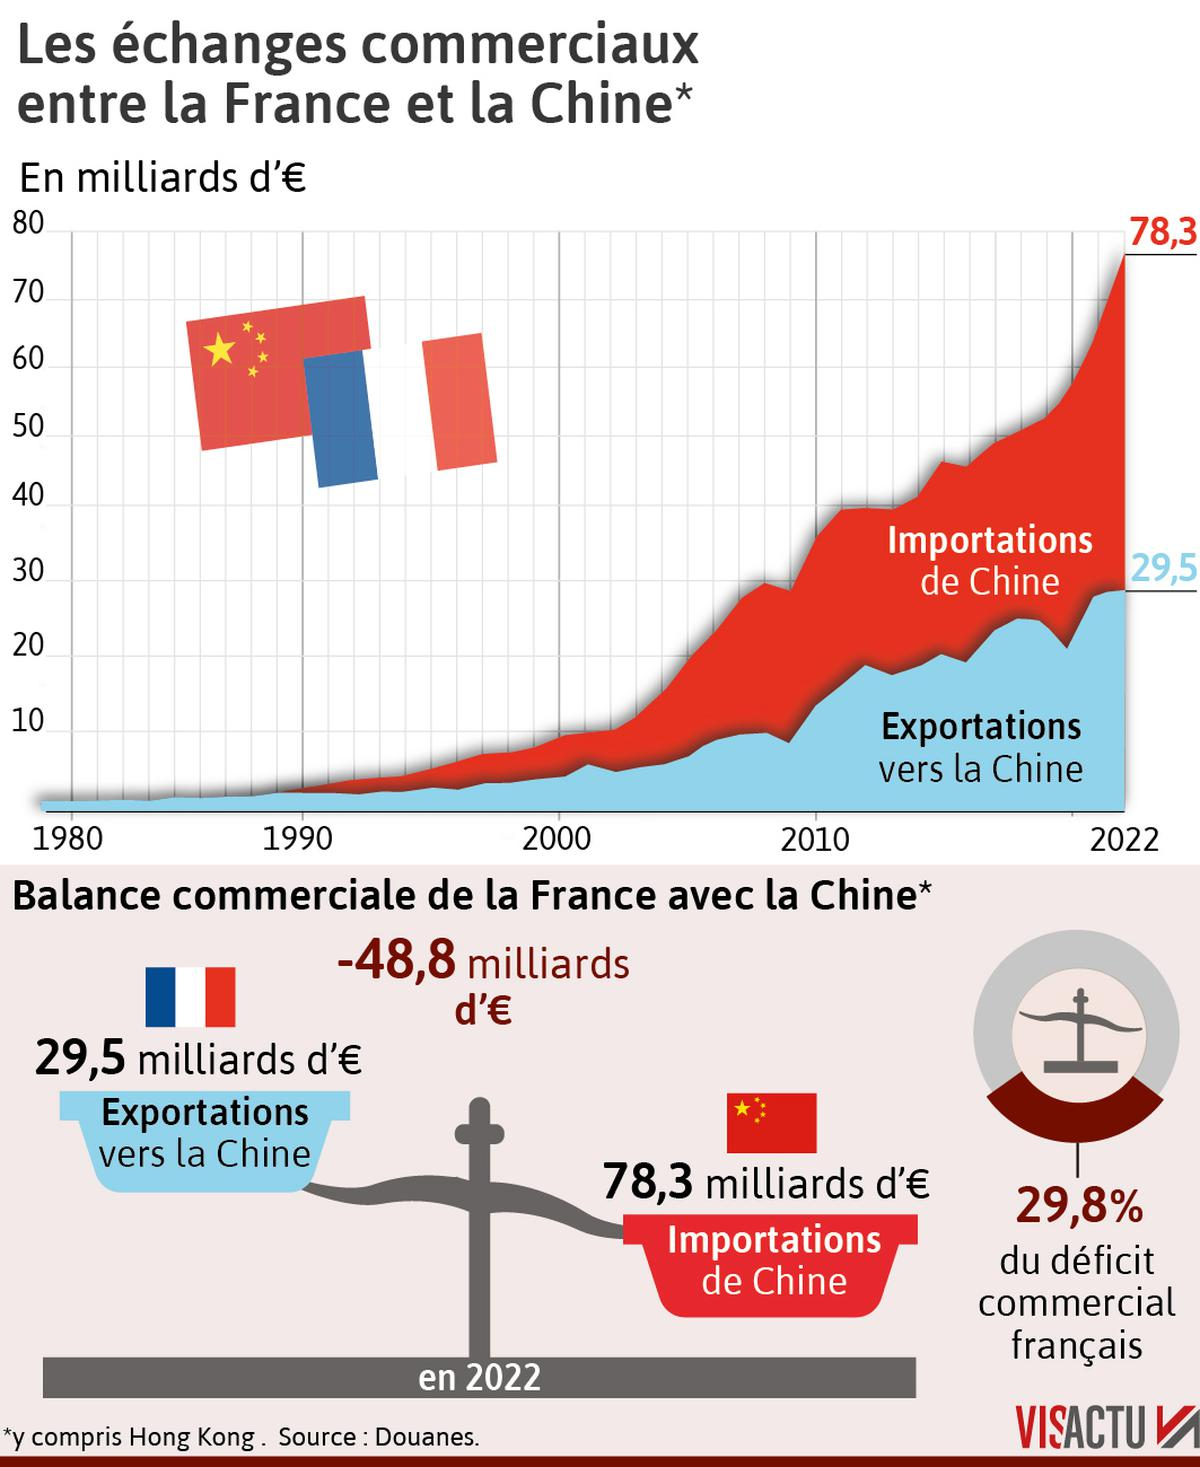 Les échanges commerciaux
entre la France et la Chine*
En milliards d'€
80
70
60
50
40
30
20
10
78,3
29,5
Importations
de Chine
Exportations
vers la Chine
1980
1990
2000
2010
2022
Balance commerciale de la France avec la Chine*
-48,8 milliards
d'€
29,5 milliards d'€
Exportations
vers la Chine
78,3 milliards d'€
Importations
de Chine
en 2022
29,8%
du déficit
commercial
français
*y compris Hong Kong . Source : Douanes.
VISACTU